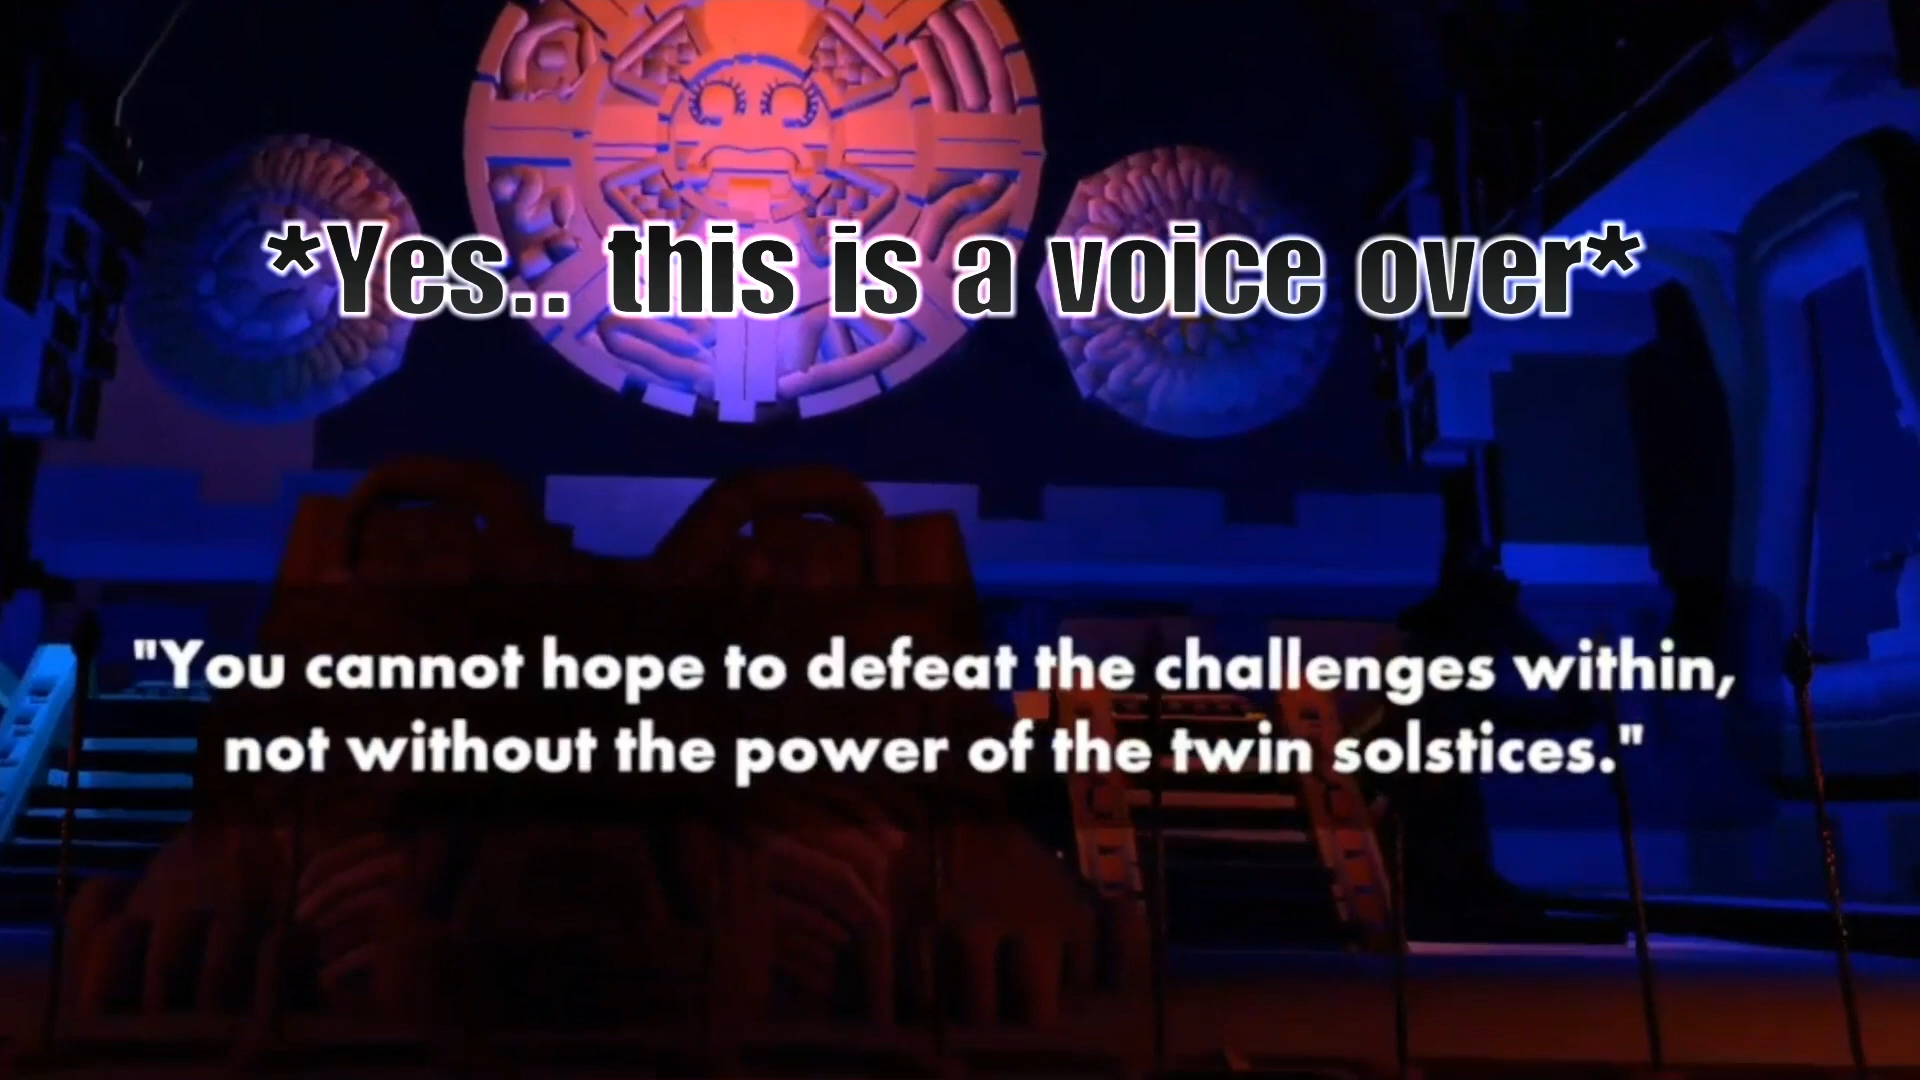 *Yes.. this is a voice over*
"You cannot hope to defeat the challenges within,
not without the power of the twin solstices."